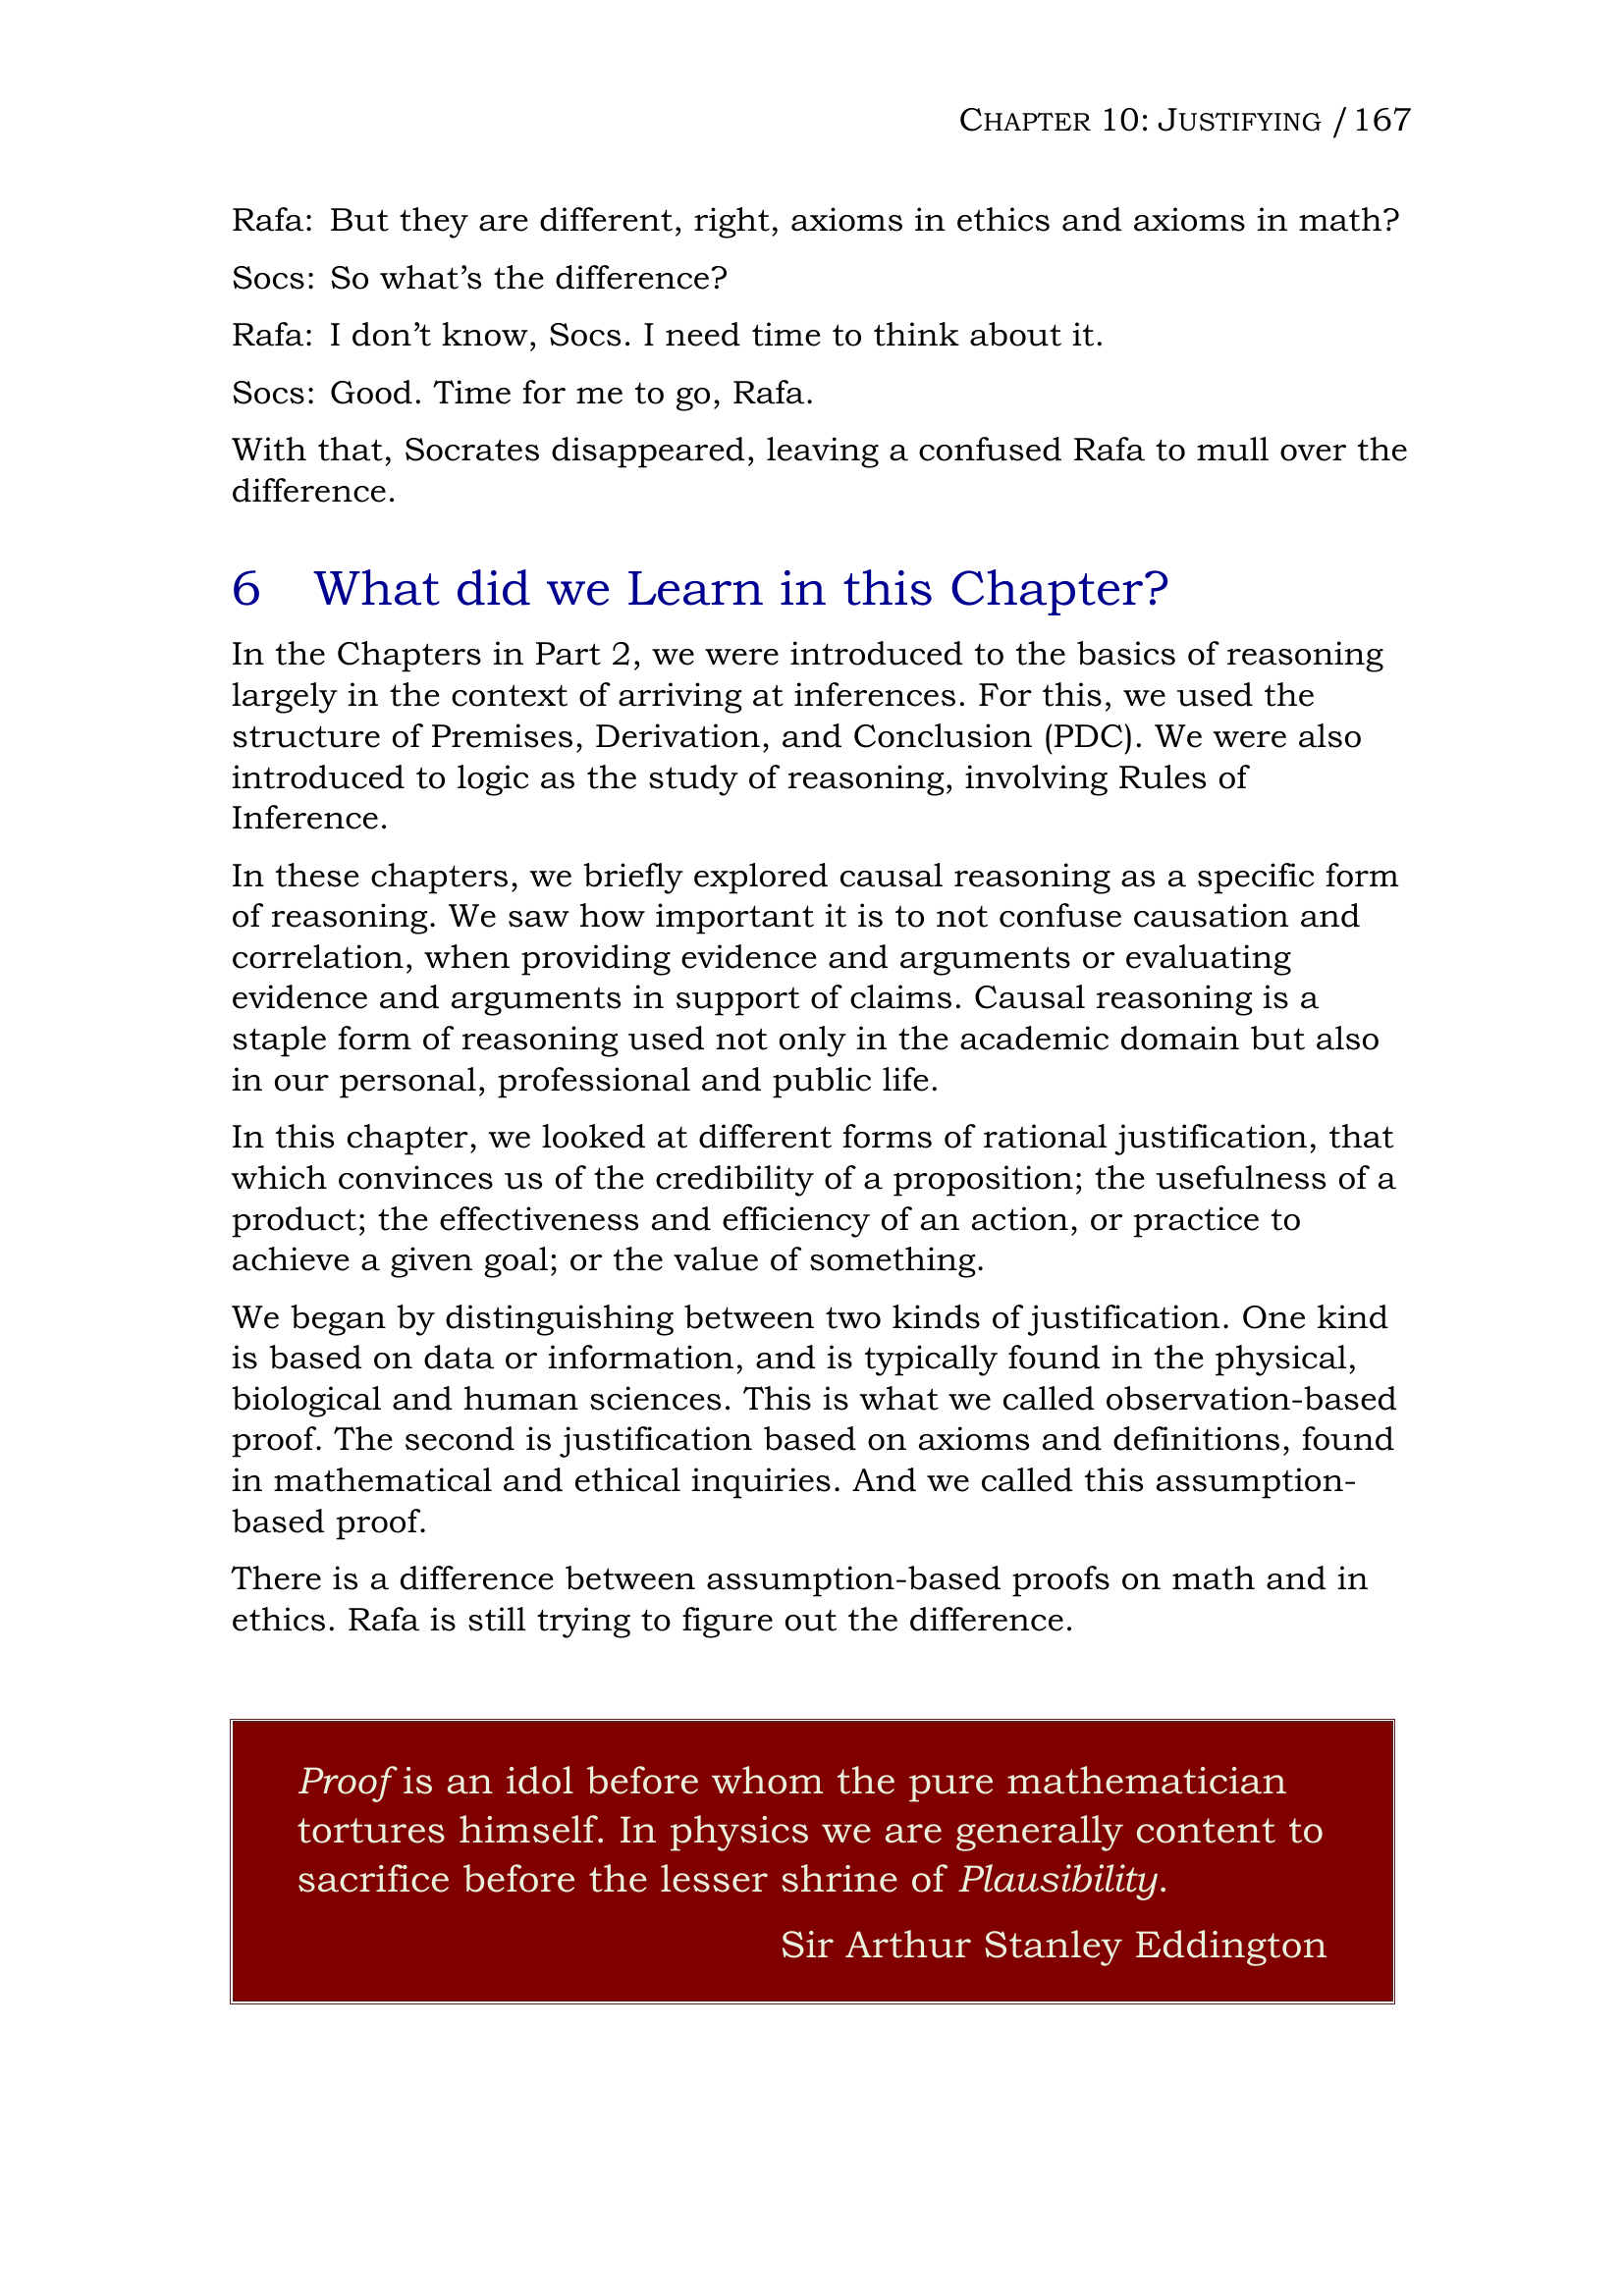 CHAPTER 10: JUSTIFYING / 167
Rafa: But they are different, right, axioms in ethics and axioms in math?
Socs: So what’s the difference?
Rafa: I don’t know, Socs. I need time to think about it.
Socs: Good. Time for me to go, Rafa.
With that, Socrates disappeared, leaving a confused Rafa to mull over the
difference.
6 What did we Learn in this Chapter?
In the Chapters in Part 2, we were introduced to the basics of reasoning
largely in the context of arriving at inferences. For this, we used the
structure of Premises, Derivation, and Conclusion (PDC). We were also
introduced to logic as the study of reasoning, involving Rules of
Inference.
In these chapters, we briefly explored causal reasoning as a specific form
of reasoning. We saw how important it is to not confuse causation and
correlation, when providing evidence and arguments or evaluating
evidence and arguments in support of claims. Causal reasoning is a
staple form of reasoning used not only in the academic domain but also
in our personal, professional and public life.
In this chapter, we looked at different forms of rational justification, that
which convinces us of the credibility of a proposition; the usefulness of a
product; the effectiveness and efficiency of an action, or practice to
achieve a given goal; or the value of something.
We began by distinguishing between two kinds of justification. One kind
is based on data or information, and is typically found in the physical,
biological and human sciences. This is what we called observation-based
proof. The second is justification based on axioms and definitions, found
in mathematical and ethical inquiries. And we called this assumption-
based proof.
There is a difference between assumption-based proofs on math and in
ethics. Rafa is still trying to figure out the difference.
Proof is an idol before whom the pure mathematician
tortures himself. In physics we are generally content to
sacrifice before the lesser shrine of Plausibility.
Sir Arthur Stanley Eddington